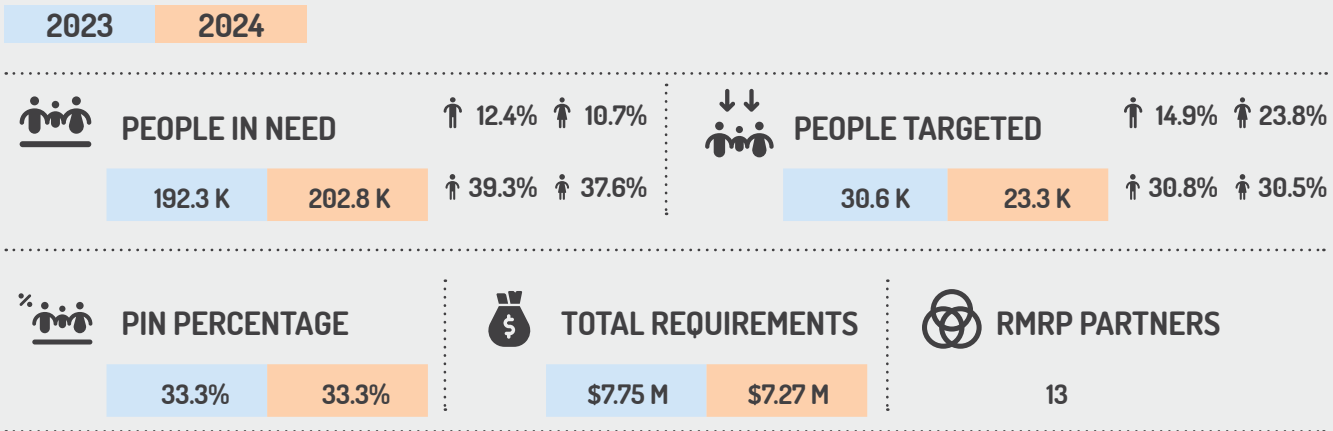 2023 2024
PEOPLE IN NEED
12.4% 10.7%
192.3 K 202.8 K
39.3% 37.6%
PEOPLE TARGETED
14.9% 23.8%
30.6 K 23.3 K
30.8% 30.5%
% PIN PERCENTAGE
33.3% 33.3%
$ TOTAL REQUIREMENTS
$7.75 M $7.27 M
RMRP PARTNERS
13